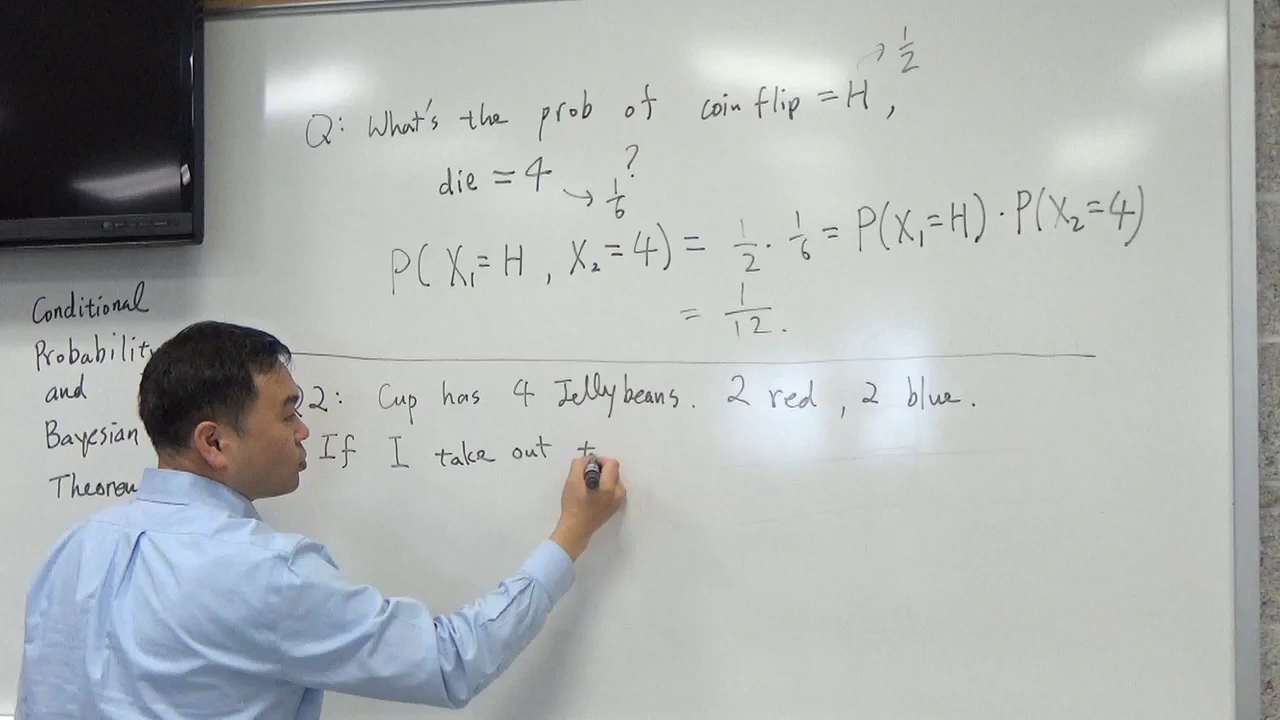 1/2
Q: What's the prob of coin flip = H,
die = 4 ?
1/6
P( X₁= H , X₂=4) = 1/2 · 1/6 = P(X₁=H) · P(X₂=4)
= 1/12.
Conditional
Probability
and
Bayesian
Theorem
2: Cup has 4 Jellybeans. 2 red, 2 blue.
If I take out t